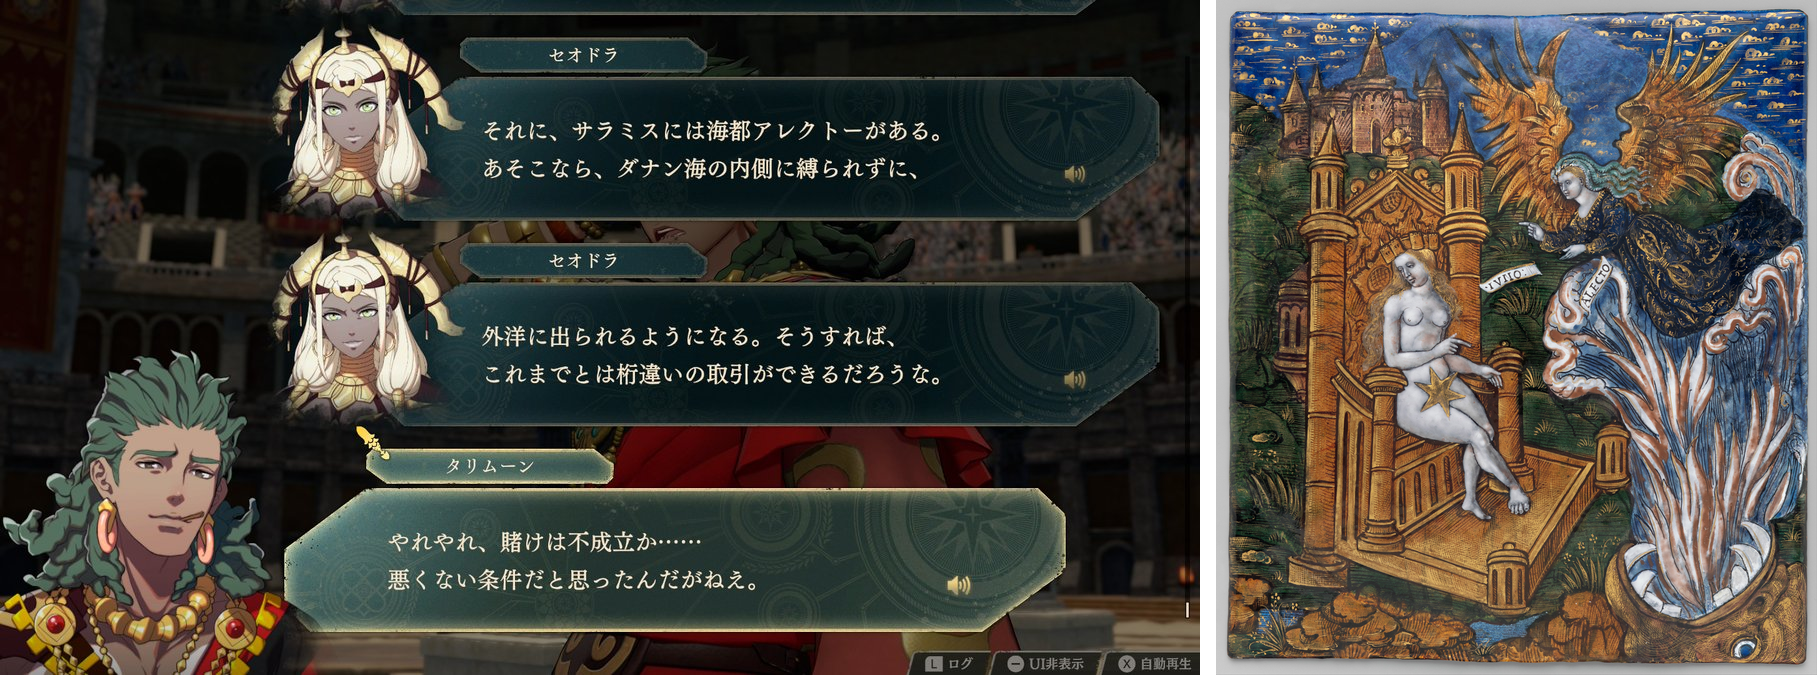 セオドラ
それに、サラミスには海都アレクトーがある。
あそこなら、ダナン海の内側に縛られずに、
セオドラ
外洋に出られるようになる。そうすれば、
これまでとは桁違いの取引ができるだろうな。
タリムーン
やれやれ、賭けは不成立か……
悪くない条件だと思ったんだがねえ。
L ログ
UI非表示
X 自動再生
IVIIO
ALECTO